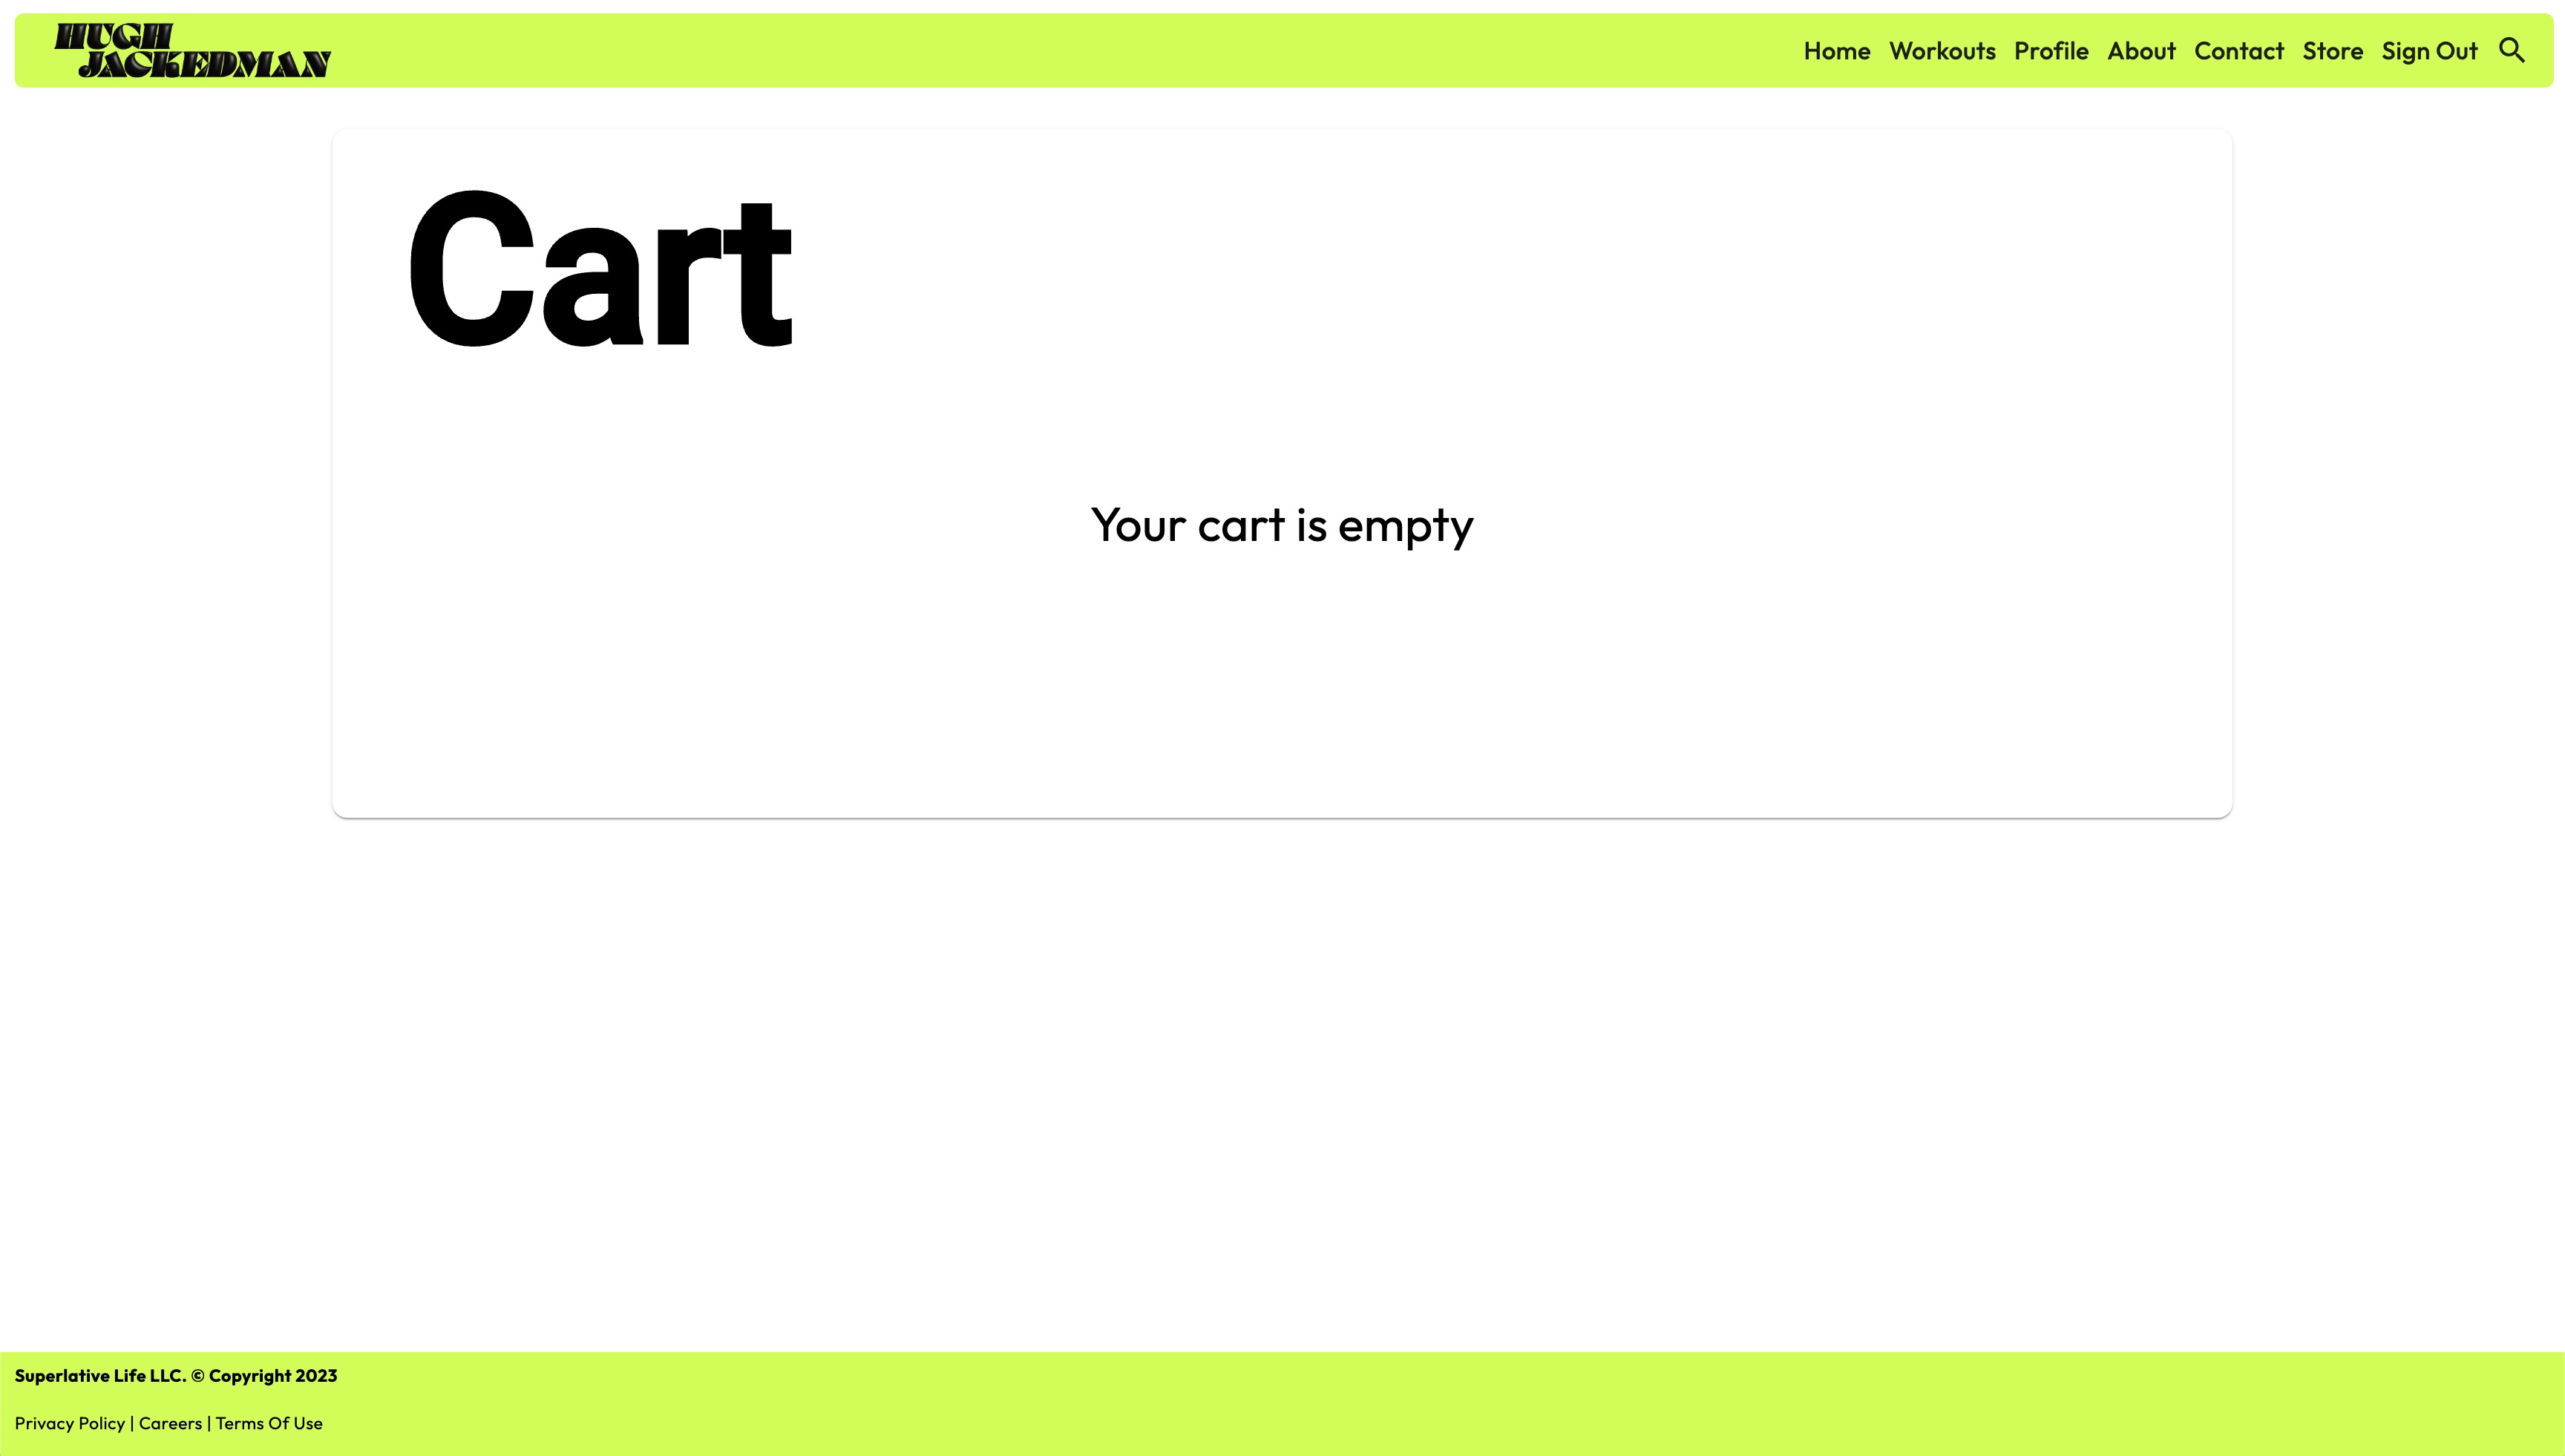 HUGH
JACKEDMAN
Home Workouts Profile About Contact Store Sign Out
Cart
Your cart is empty
Superlative Life LLC. © Copyright 2023
Privacy Policy | Careers | Terms Of Use